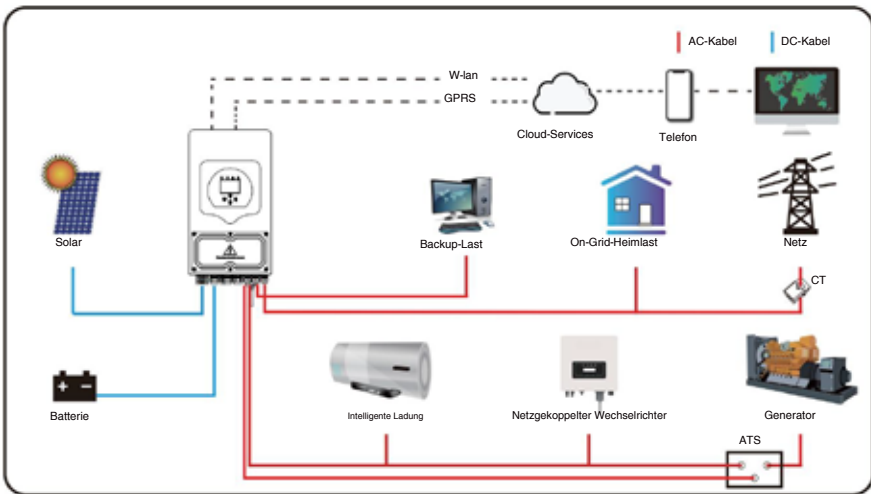 AC-Kabel
DC-Kabel
W-lan
GPRS
Cloud-Services
Telefon
Solar
Backup-Last
On-Grid-Heimlast
Netz
CT
Batterie
Intelligente Ladung
Netzgekoppelter Wechselrichter
Generator
ATS